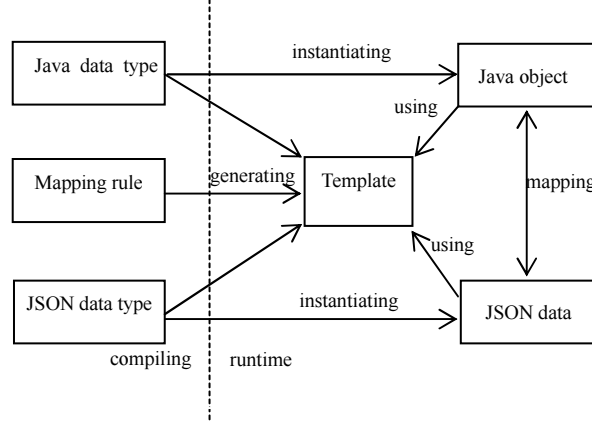 instantiating
Java data type
Java object
using
Mapping rule
generating
Template
mapping
using
JSON data type
instantiating
JSON data
compiling
runtime